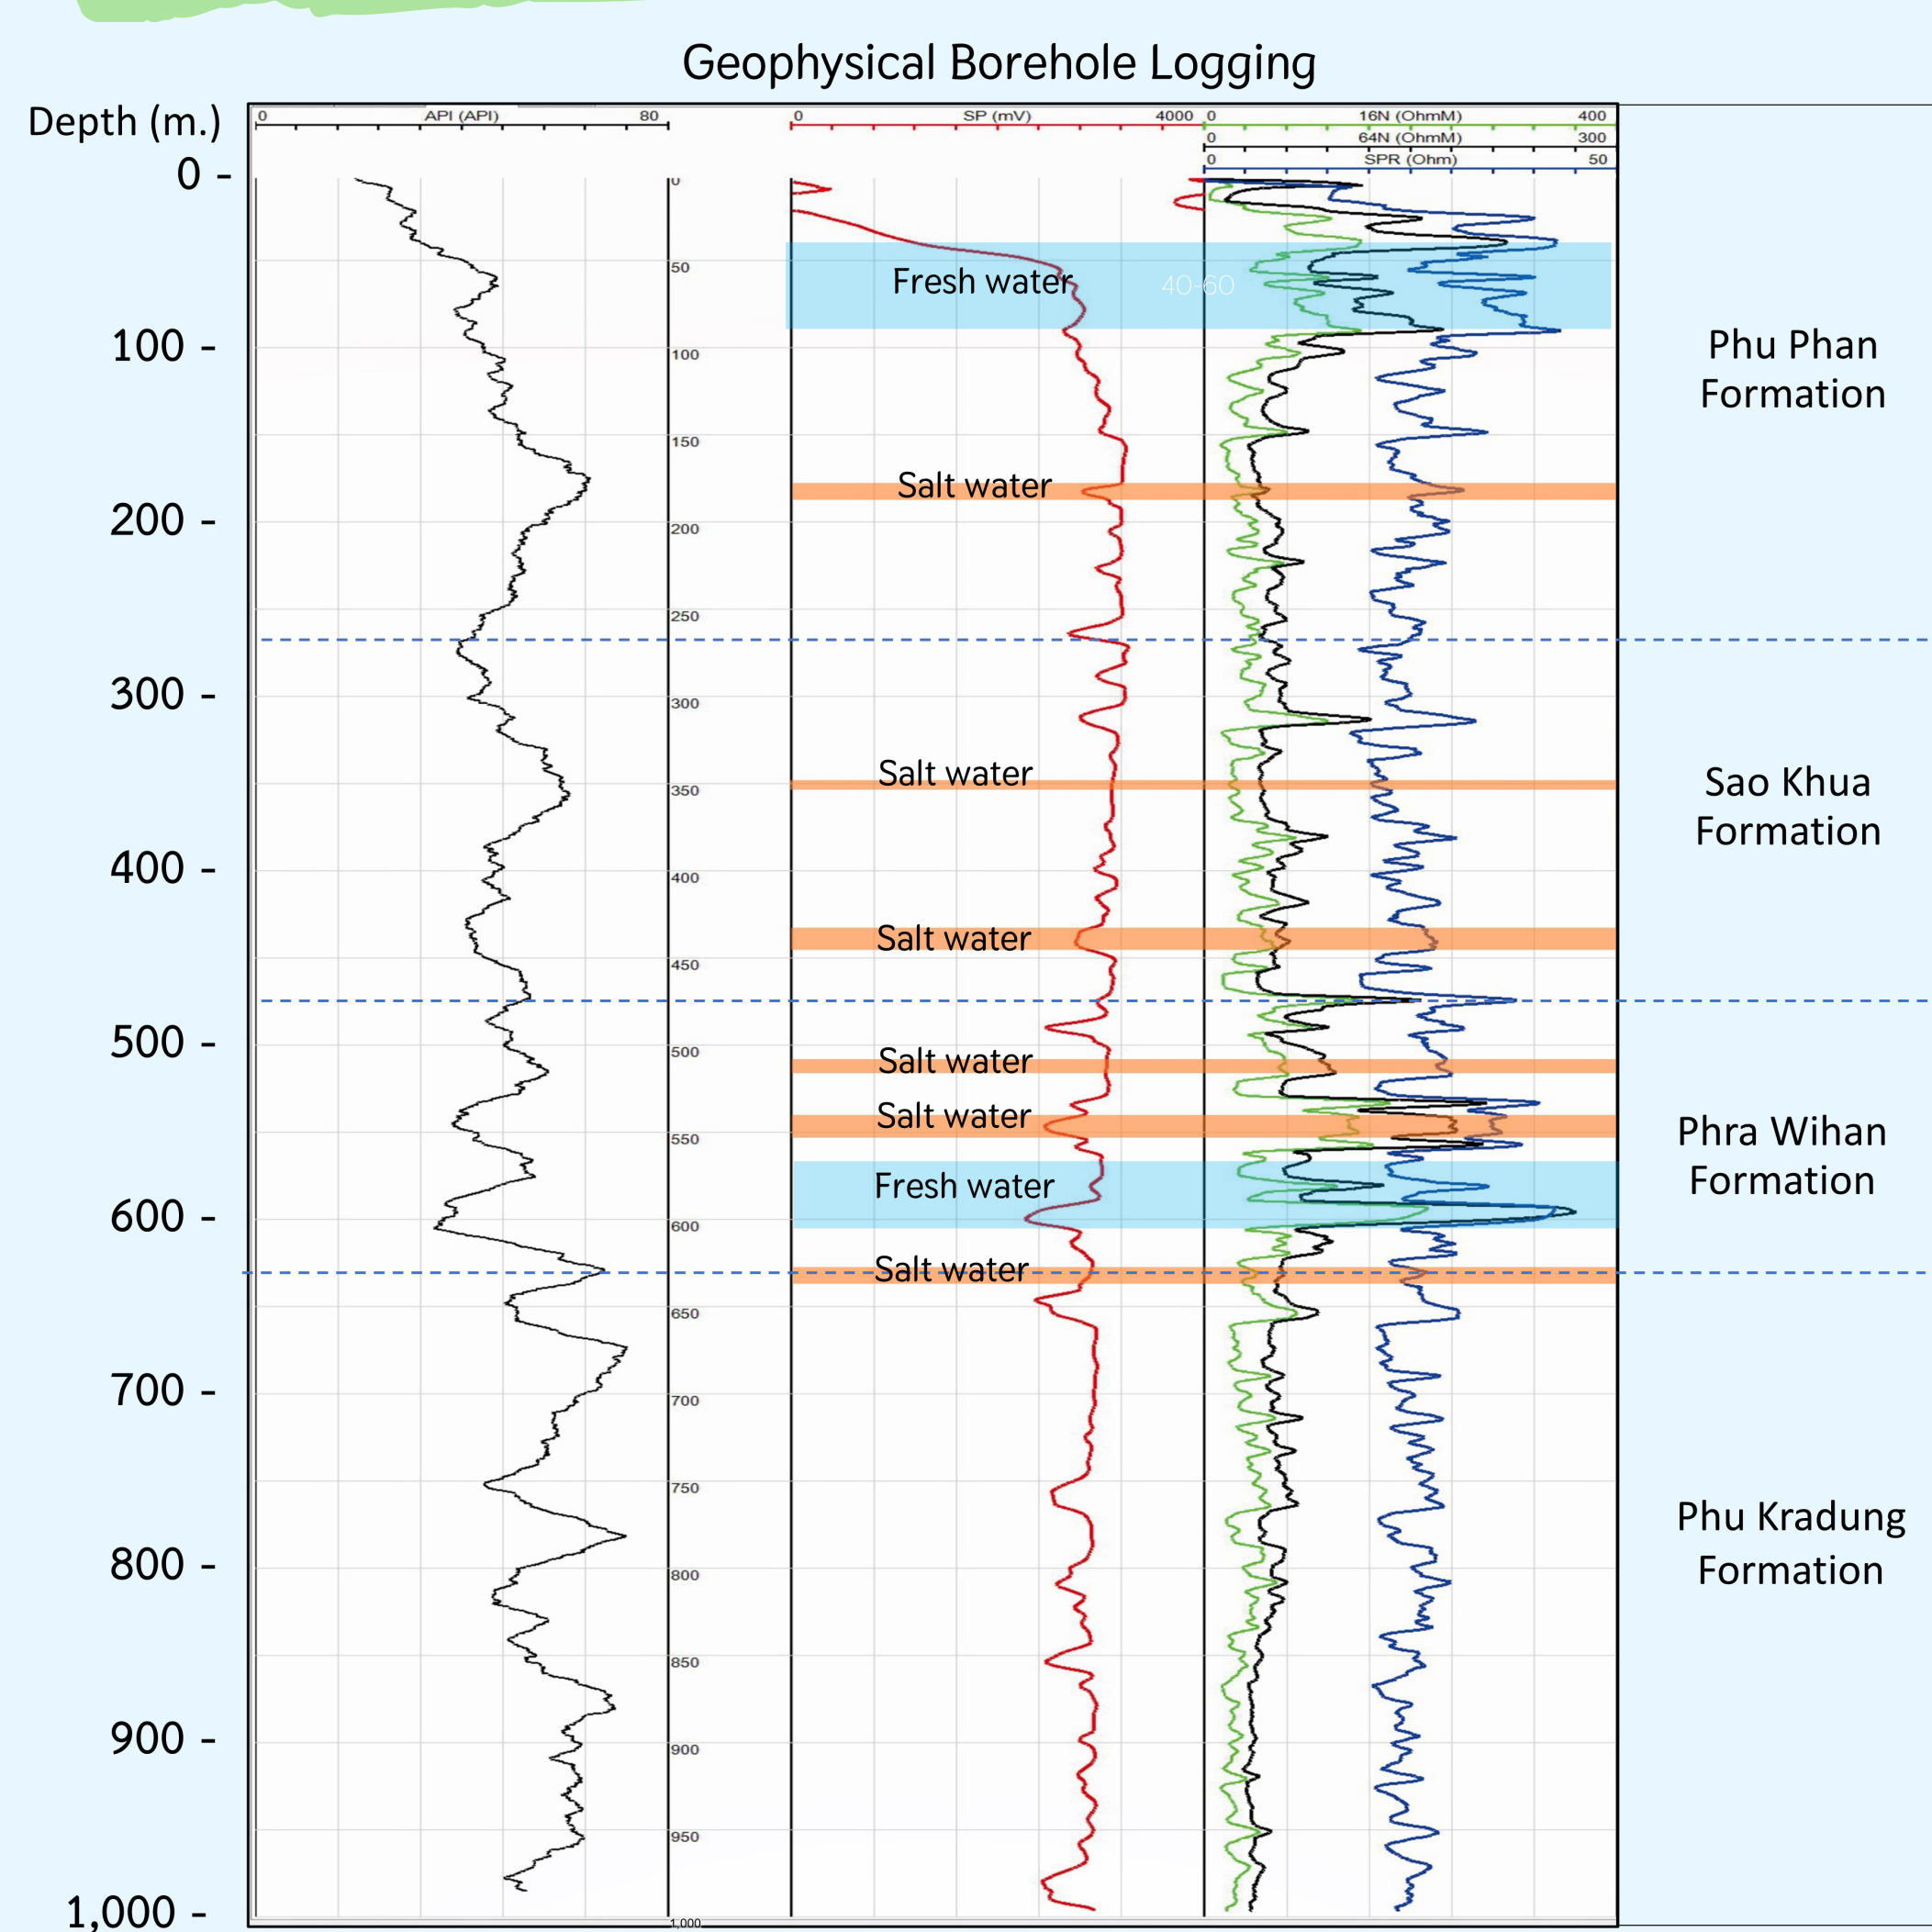 Geophysical Borehole Logging
Depth (m.)
0 API (API) 80
0 SP (mV) 4000
0 16N (OhmM) 400
0 64N (OhmM) 300
0 SPR (Ohm) 50
0 -
0
50
Fresh water
40-60
100 -
100
Phu Phan
Formation
150
Salt water
200 -
200
250
300 -
300
Salt water
350
Sao Khua
Formation
400 -
400
Salt water
450
500 -
500
Salt water
Salt water
550
Phra Wihan
Formation
Fresh water
600 -
600
Salt water
650
700 -
700
750
Phu Kradung
Formation
800 -
800
850
900 -
900
950
1,000 -
1,000